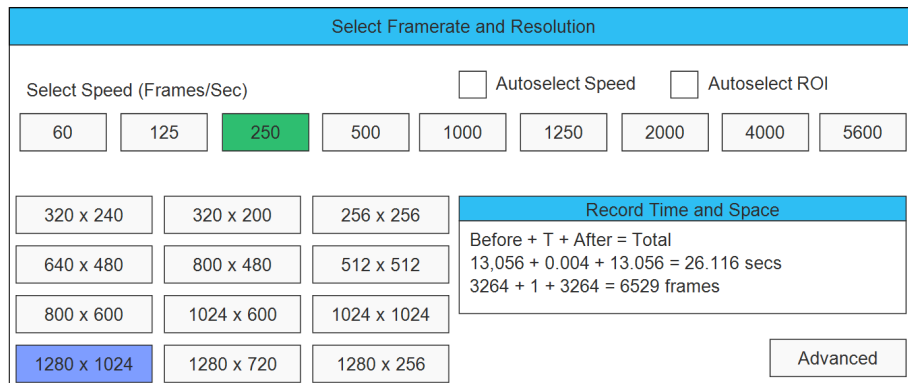 Select Framerate and Resolution
Select Speed (Frames/Sec)
Autoselect Speed
Autoselect ROI
60
125
250
500
1000
1250
2000
4000
5600
320 x 240
320 x 200
256 x 256
640 x 480
800 x 480
512 x 512
800 x 600
1024 x 600
1024 x 1024
1280 x 1024
1280 x 720
1280 x 256
Record Time and Space
Before + T + After = Total
13,056 + 0.004 + 13.056 = 26.116 secs
3264 + 1 + 3264 = 6529 frames
Advanced